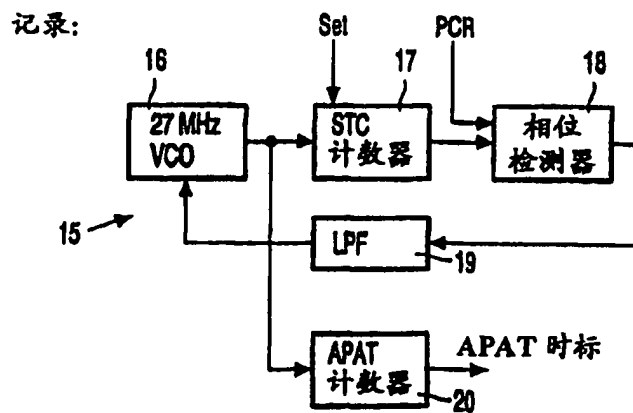 记录:
Set
PCR
16
17
18
27 MHz
VCO
STC
计数器
相位
检测器
15
LPF
19
APAT
计数器
20
APAT 时标